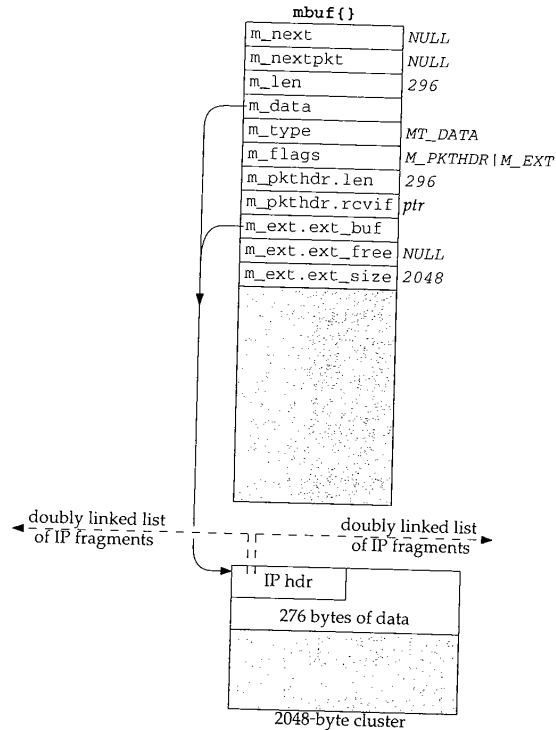 mbuf{}
m_next NULL
m_nextpkt NULL
m_len 296
m_data
m_type MT_DATA
m_flags M_PKTHDR|M_EXT
m_pkthdr.len 296
m_pkthdr.rcvif ptr
m_ext.ext_buf
m_ext.ext_free NULL
m_ext.ext_size 2048
doubly linked list
of IP fragments
doubly linked list
of IP fragments
IP hdr
276 bytes of data
2048-byte cluster